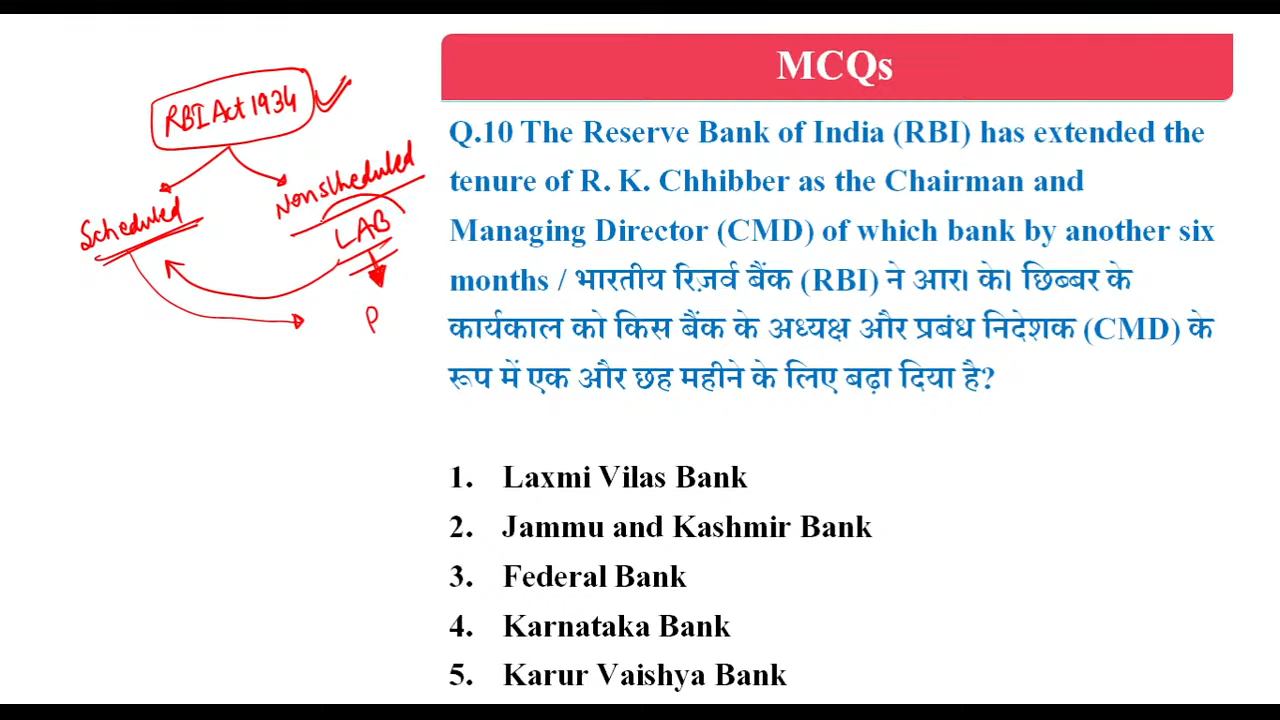 MCQs
RBI Act 1934
Scheduled
Nonscheduled
LAB
P
Q.10 The Reserve Bank of India (RBI) has extended the
tenure of R. K. Chhibber as the Chairman and
Managing Director (CMD) of which bank by another six
months / भारतीय रिज़र्व बैंक (RBI) ने आर। के। छिब्बर के
कार्यकाल को किस बैंक के अध्यक्ष और प्रबंध निदेशक (CMD) के
रूप में एक और छह महीने के लिए बढ़ा दिया है?
1. Laxmi Vilas Bank
2. Jammu and Kashmir Bank
3. Federal Bank
4. Karnataka Bank
5. Karur Vaishya Bank